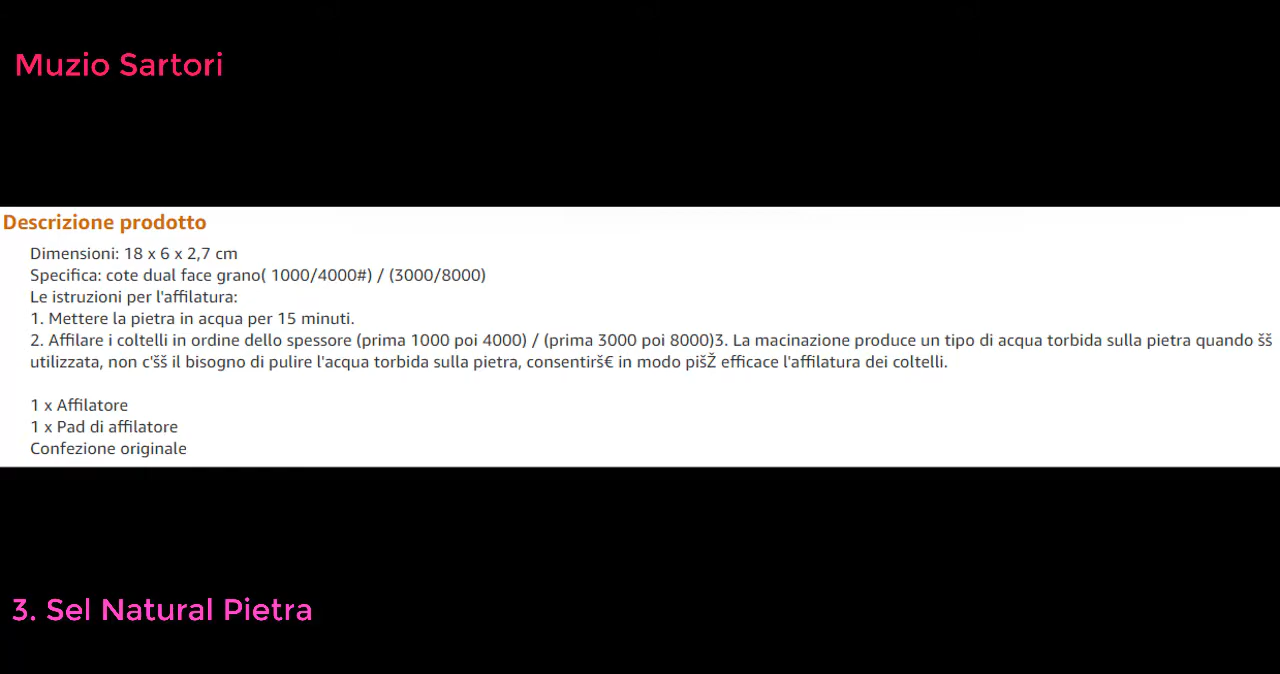 Muzio Sartori
Descrizione prodotto
Dimensioni: 18 x 6 x 2,7 cm
Specifica: cote dual face grano( 1000/4000#) / (3000/8000)
Le istruzioni per l'affilatura:
1. Mettere la pietra in acqua per 15 minuti.
2. Affilare i coltelli in ordine dello spessore (prima 1000 poi 4000) / (prima 3000 poi 8000)3. La macinazione produce un tipo di acqua torbida sulla pietra quando šš
utilizzata, non c'šš il bisogno di pulire l'acqua torbida sulla pietra, consentirš€ in modo pišŽ efficace l'affilatura dei coltelli.
1 x Affilatore
1 x Pad di affilatore
Confezione originale
3. Sel Natural Pietra